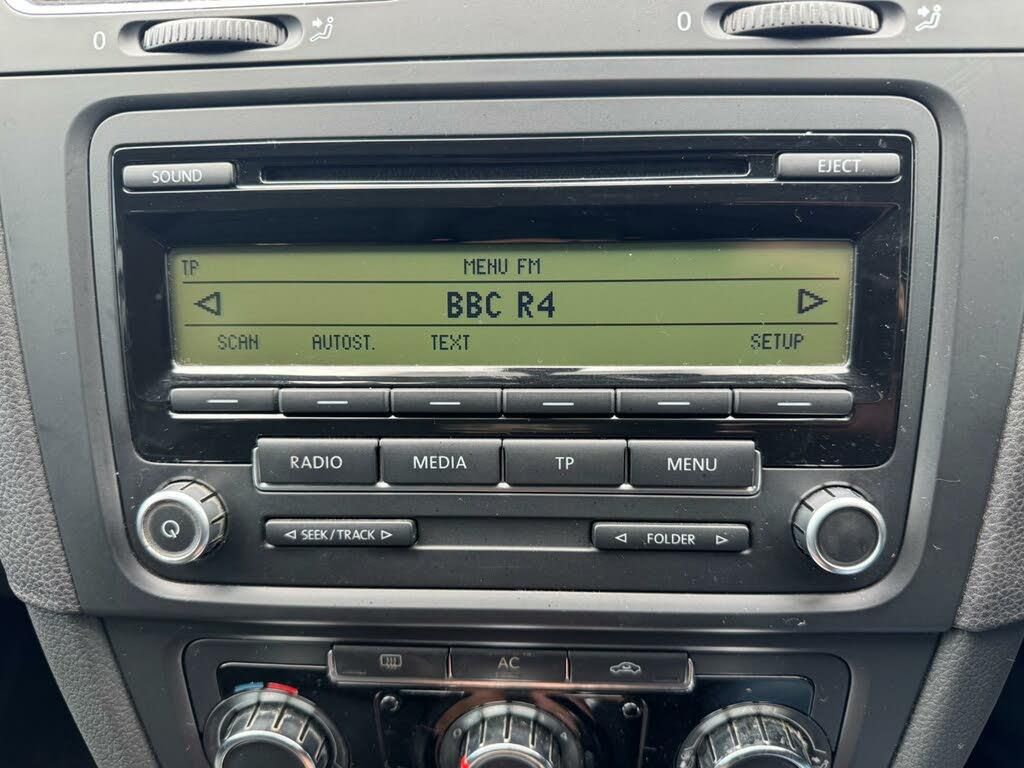 0
0
SOUND
EJECT
TP
MENU FM
BBC R4
SCAN AUTOST. TEXT SETUP
RADIO MEDIA TP MENU
SEEK/TRACK
FOLDER
AC